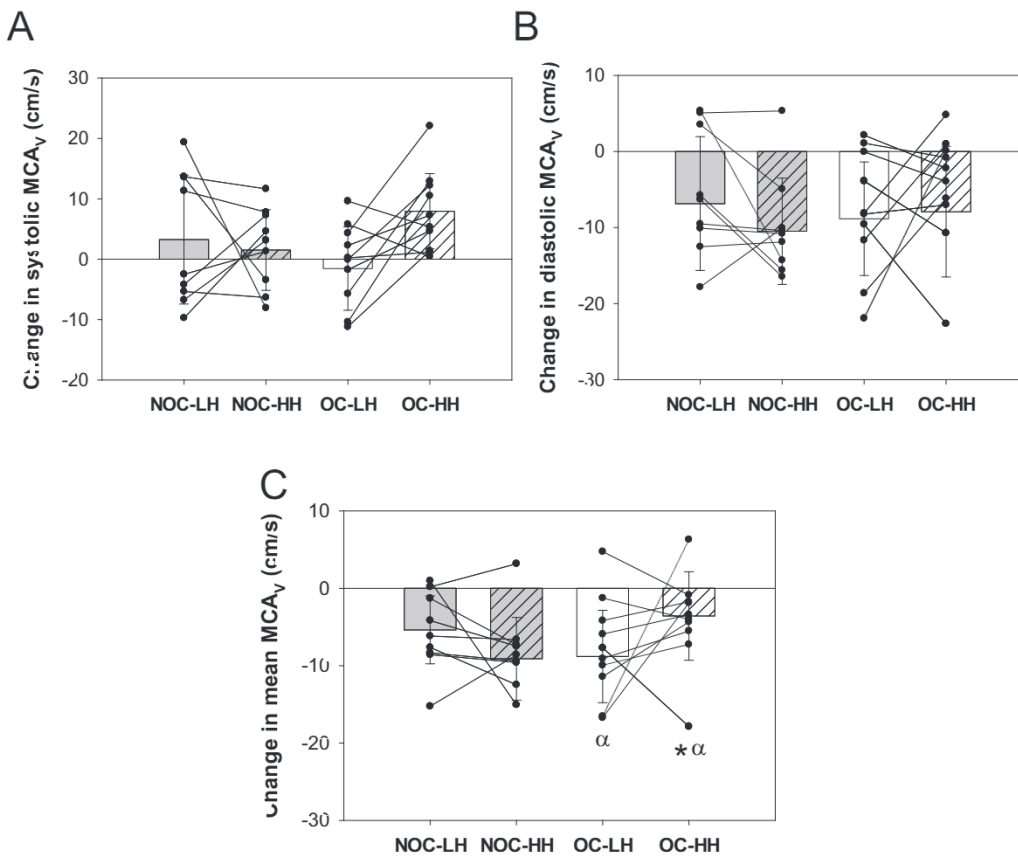 A
B
Change in systolic MCAV (cm/s)
30
20
10
0
-10
-20
NOC-LH NOC-HH OC-LH OC-HH
Change in diastolic MCAV (cm/s)
10
0
-10
-20
-30
NOC-LH NOC-HH OC-LH OC-HH
C
Change in mean MCAV (cm/s)
10
0
-10
-20
-30
α
*α
NOC-LH NOC-HH OC-LH OC-HH